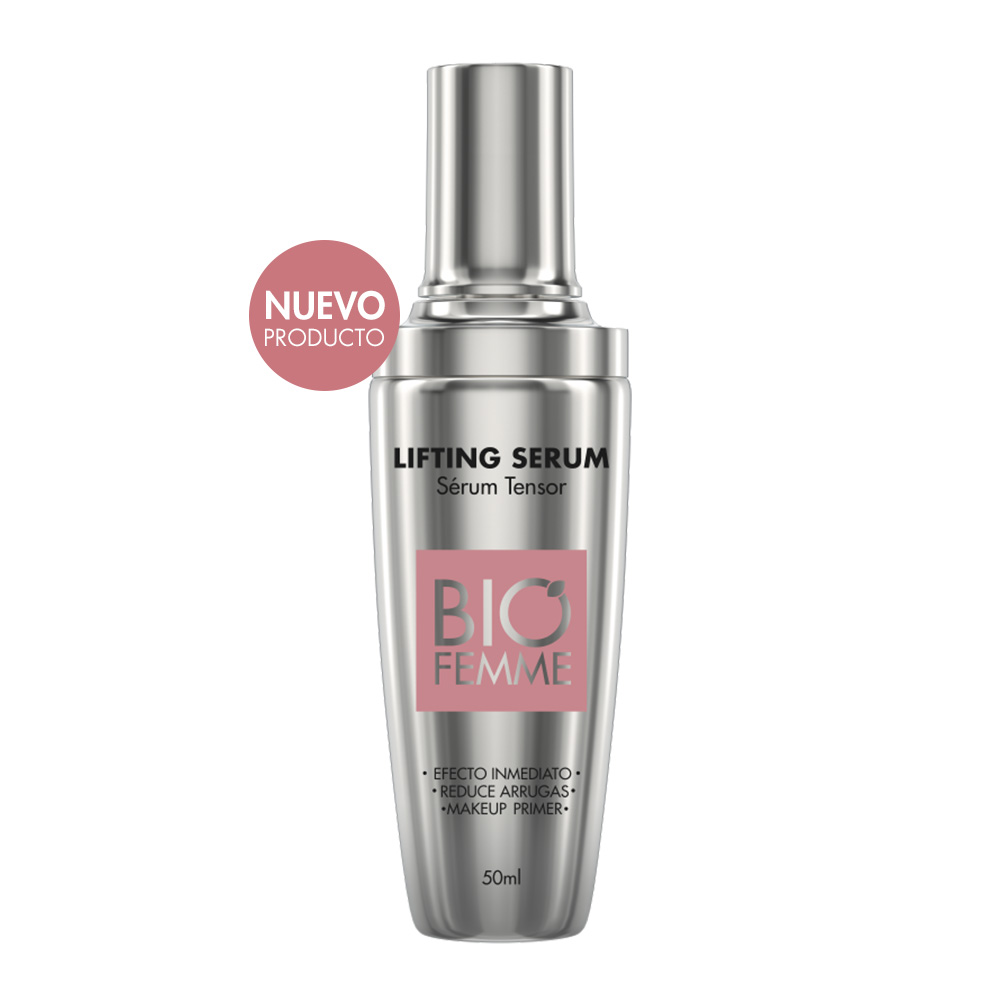 NUEVO
PRODUCTO
LIFTING SERUM
Sérum Tensor
BIO
FEMME
• EFECTO INMEDIATO •
• REDUCE ARRUGAS•
•MAKEUP PRIMER•
50ml